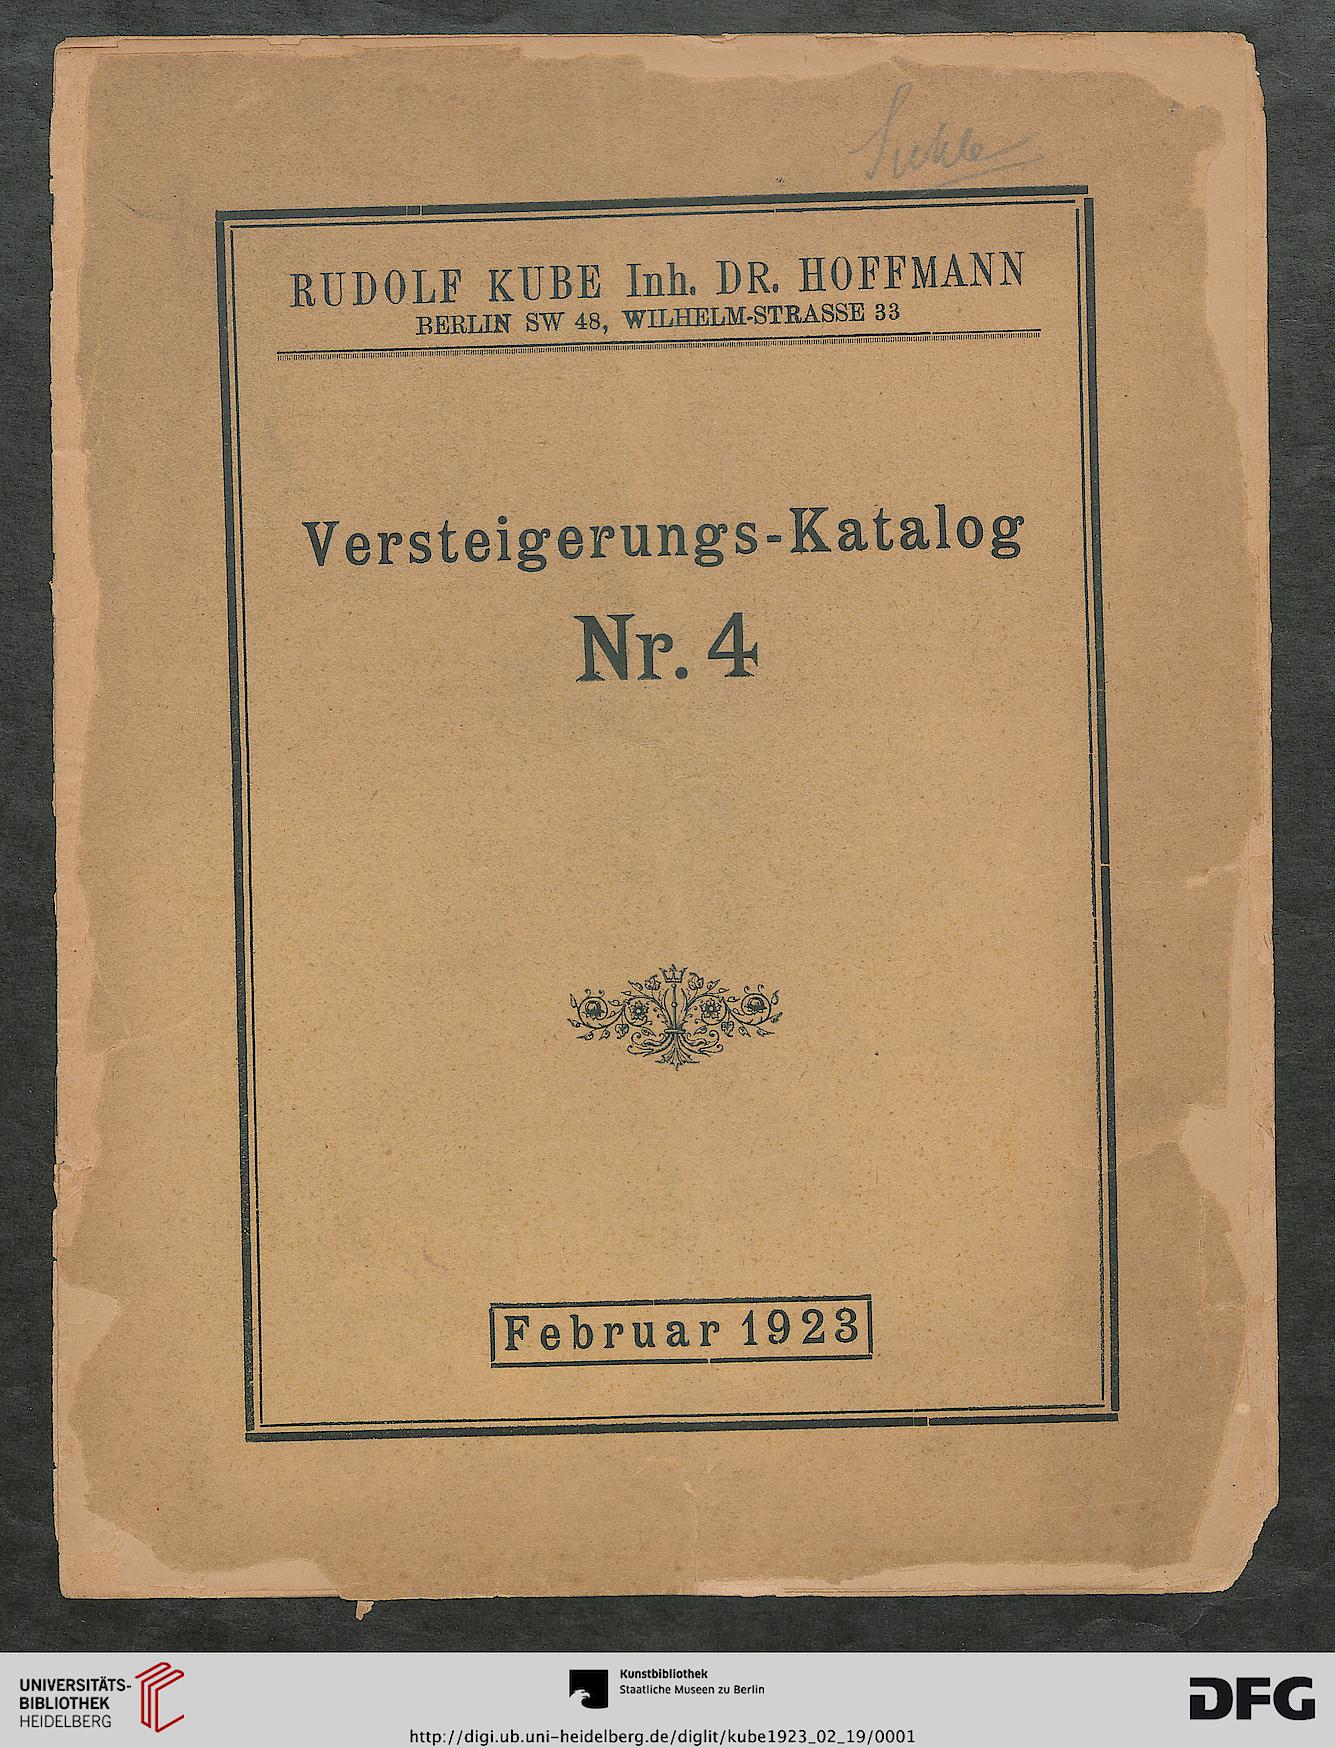 RUDOLF KUBE Inh. DR. HOFFMANN
BERLIN SW 48, WILHELM-STRASSE 33
Versteigerungs-Katalog
Nr. 4
Februar 1923
UNIVERSITÄTS-
BIBLIOTHEK
HEIDELBERG
Kunstbibliothek
Staatliche Museen zu Berlin
DFG
http://digi.ub.uni-heidelberg.de/diglit/kube1923_02_19/0001